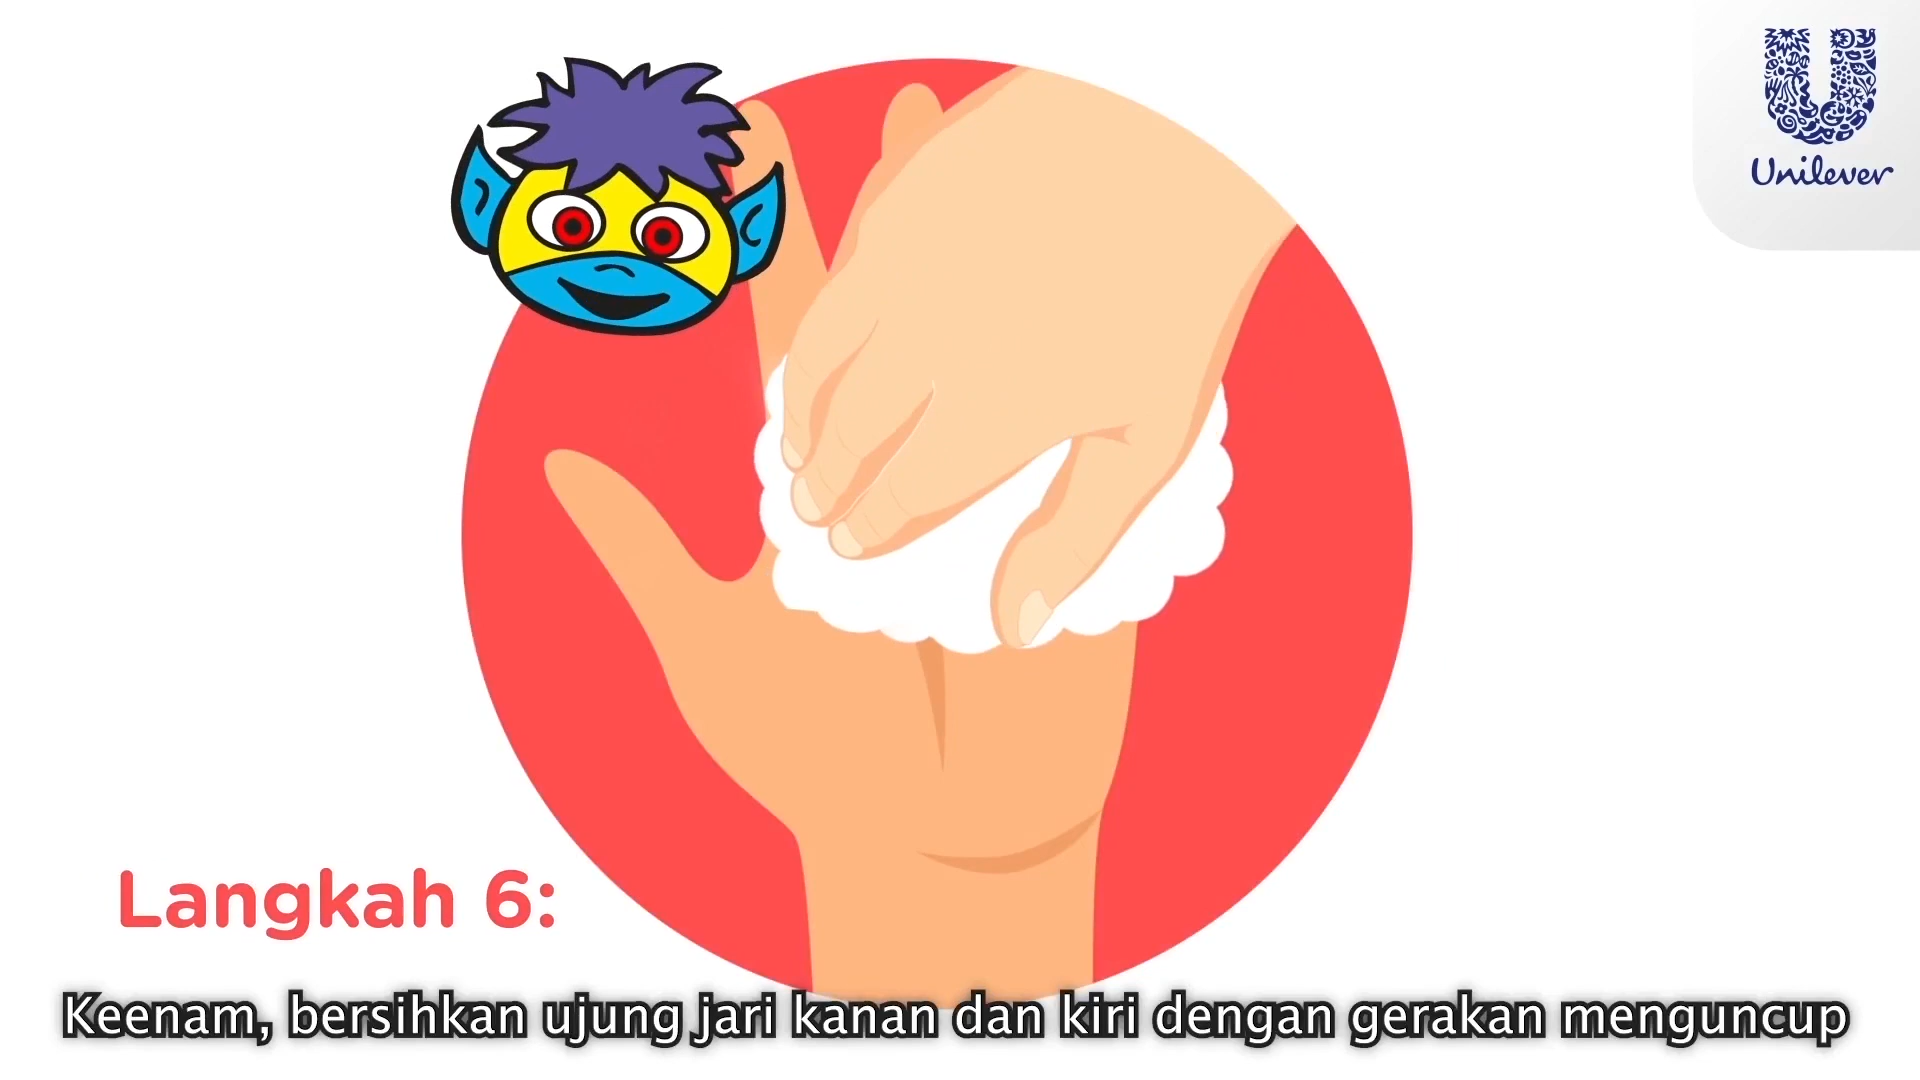 Unilever
Langkah 6:
Keenam, bersihkan ujung jari kanan dan kiri dengan gerakan menguncup